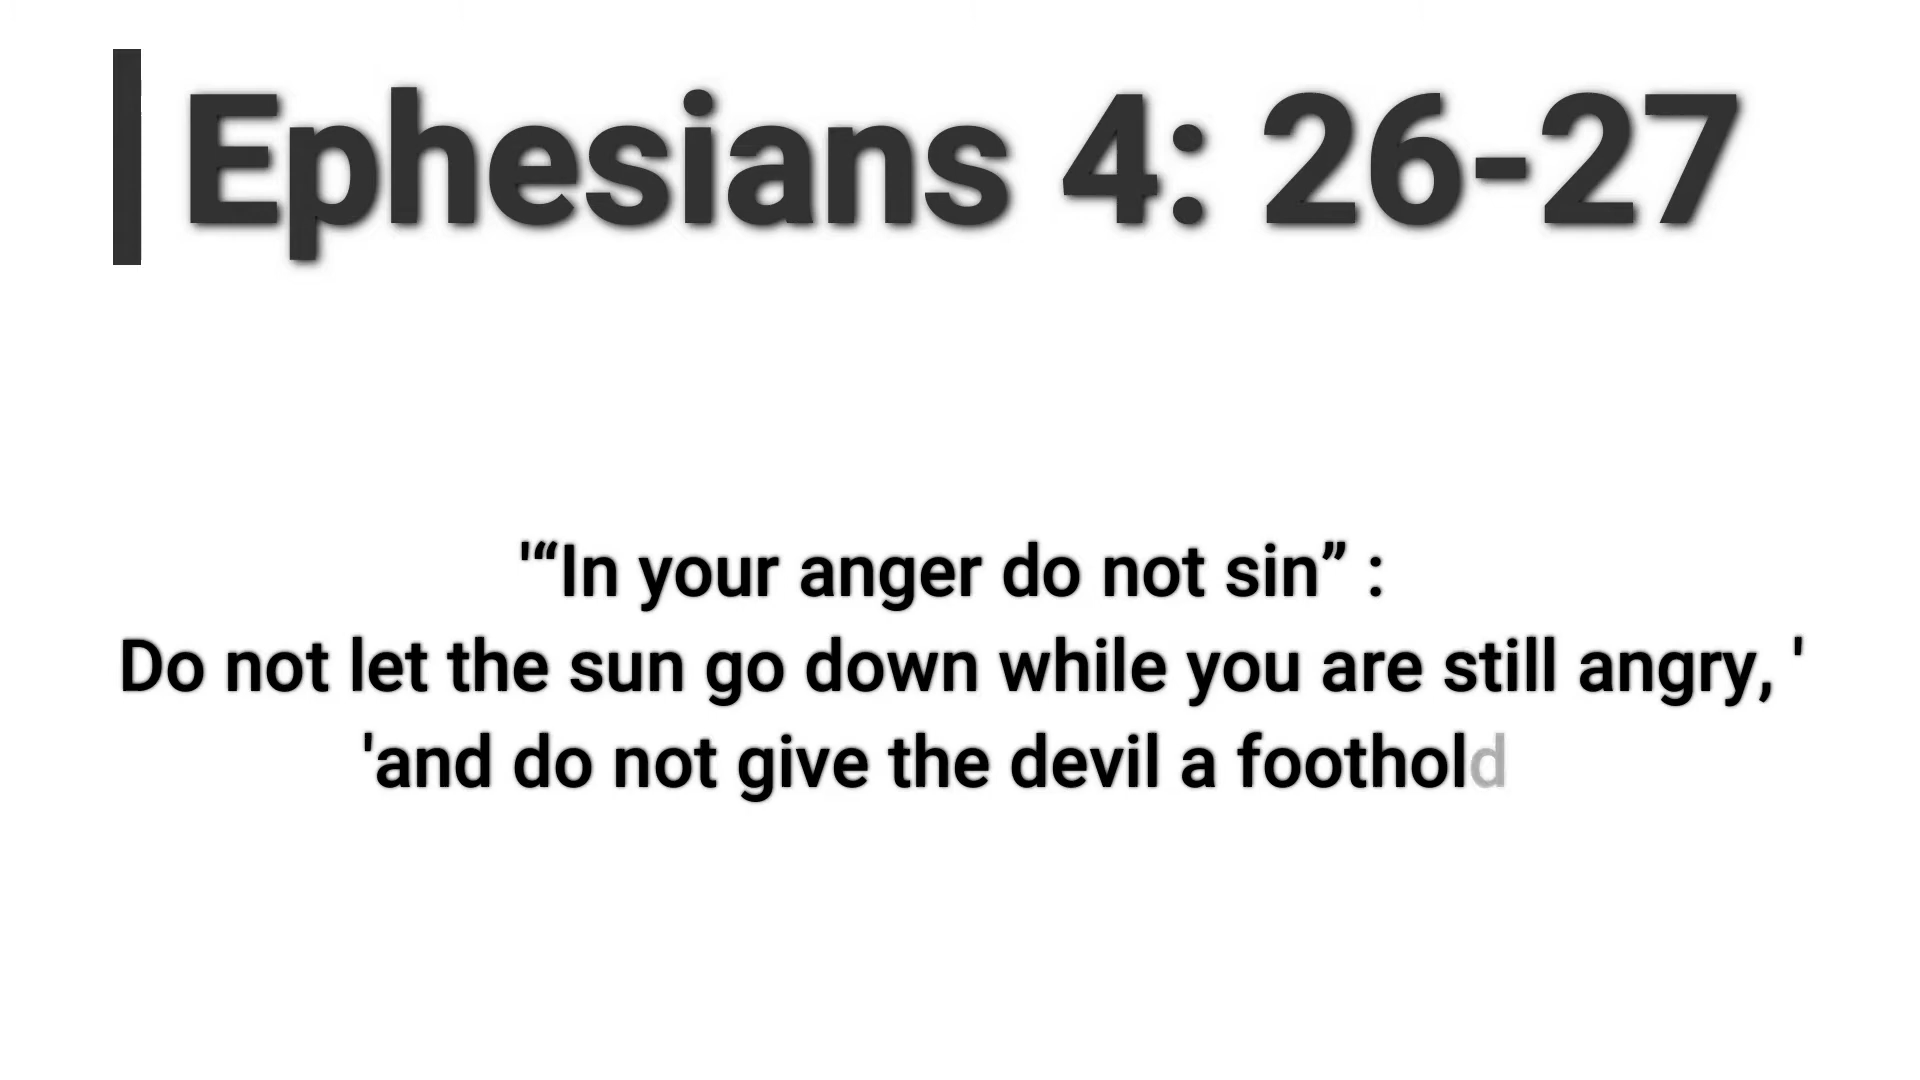 Ephesians 4: 26-27
'“In your anger do not sin” :
Do not let the sun go down while you are still angry, '
'and do not give the devil a foothold